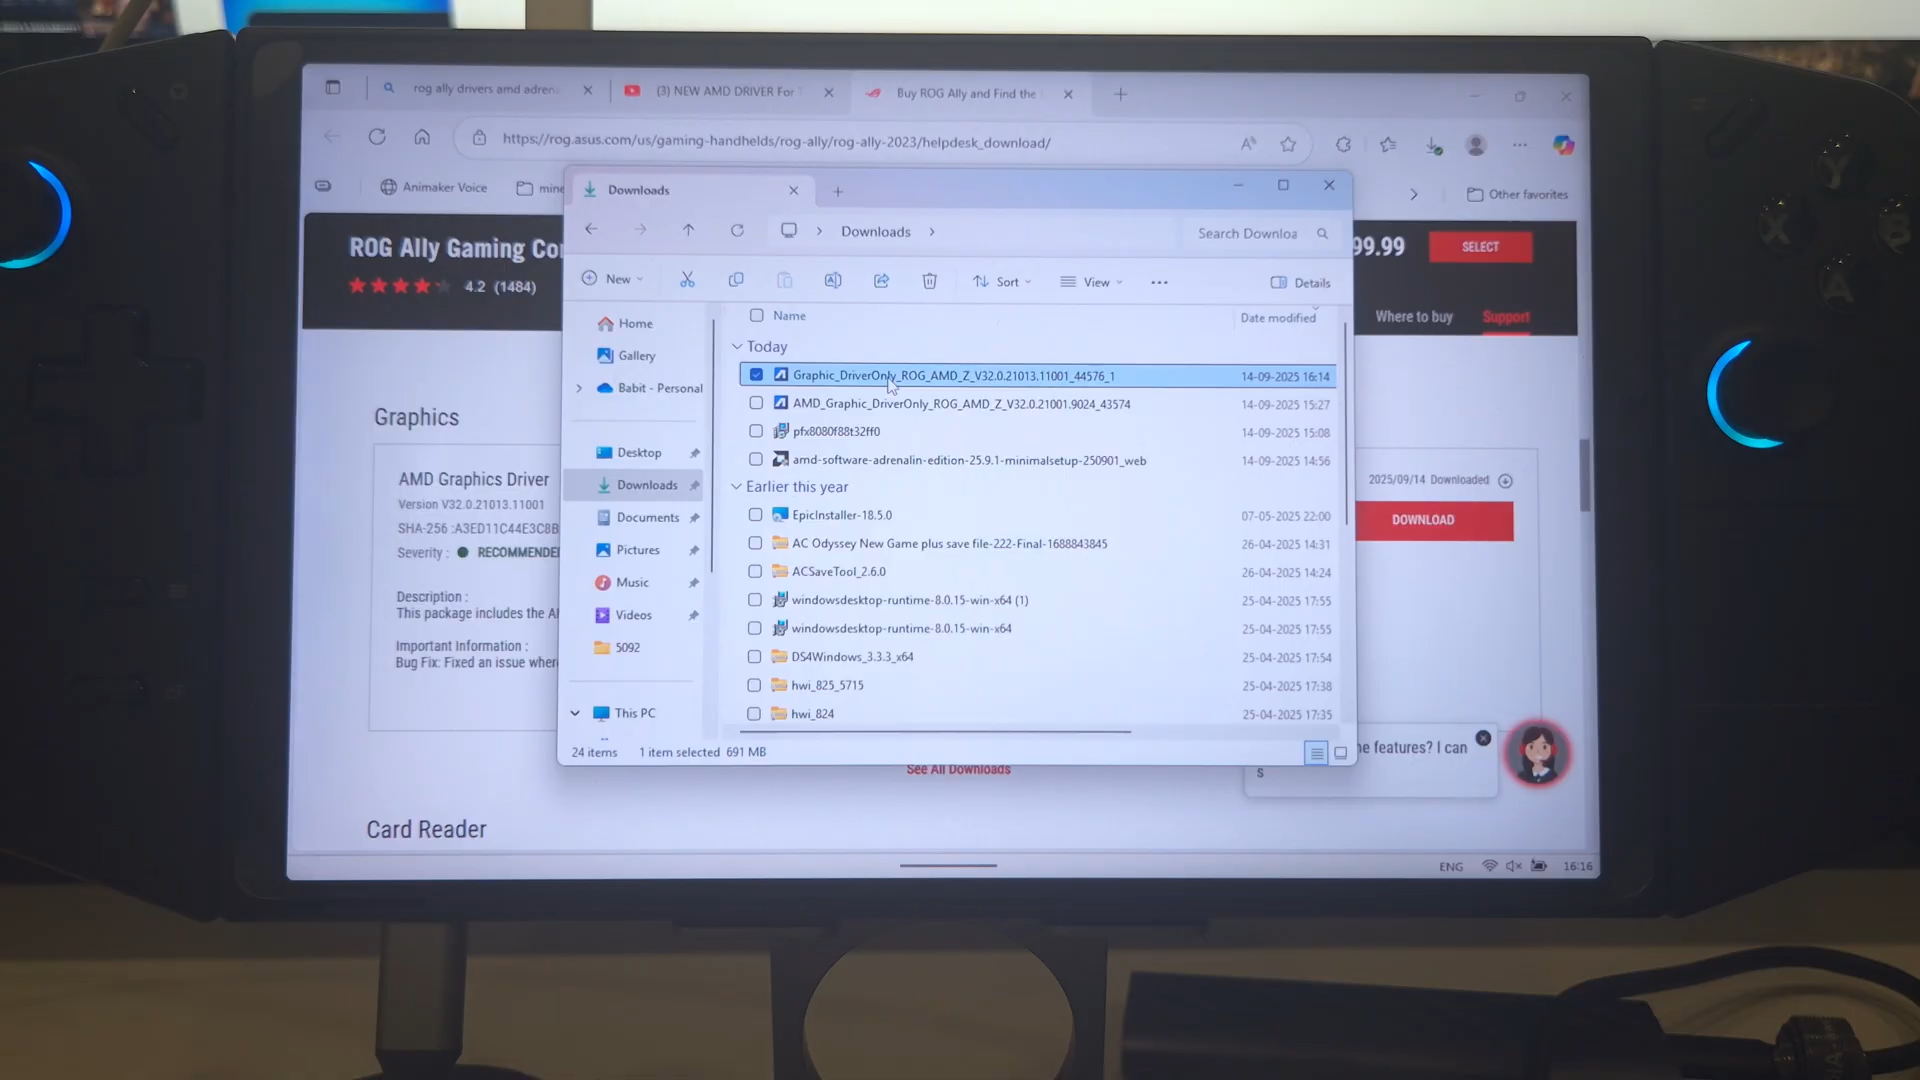 rog ally drivers amd adren
(3) NEW AMD DRIVER For
Buy ROG Ally and Find the
https://rog.asus.com/us/gaming-handhelds/rog-ally/rog-ally-2023/helpdesk_download/
Animaker Voice
mine
Other favorites
Downloads
ROG Ally Gaming Co
99.99
SELECT
4.2 (1484)
Where to buy
Support
Downloads
Search Downloa
New
Sort
View
Details
Home
Gallery
Babit - Personal
Desktop
Downloads
Documents
Pictures
Music
Videos
5092
This PC
Name
Date modified
Today
Graphic_DriverOnly_ROG_AMD_Z_V32.0.21013.11001_44576_1
14-09-2025 16:14
AMD_Graphic_DriverOnly_ROG_AMD_Z_V32.0.21001.9024_43574
14-09-2025 15:27
pfx8080f88t32ff0
14-09-2025 15:08
amd-software-adrenalin-edition-25.9.1-minimalsetup-250901_web
14-09-2025 14:56
Earlier this year
EpicInstaller-18.5.0
07-05-2025 22:00
AC Odyssey New Game plus save file-222-Final-1688843845
26-04-2025 14:31
ACSaveTool_2.6.0
26-04-2025 14:24
windowsdesktop-runtime-8.0.15-win-x64 (1)
25-04-2025 17:55
windowsdesktop-runtime-8.0.15-win-x64
25-04-2025 17:55
DS4Windows_3.3.3_x64
25-04-2025 17:54
hwi_825_5715
25-04-2025 17:38
hwi_824
25-04-2025 17:35
24 items
1 item selected 691 MB
Graphics
AMD Graphics Driver
Version V32.0.21013.11001
SHA-256 :A3ED11C44E3C8B
Severity :
RECOMMENDE
Description :
This package includes the A
Important Information :
Bug Fix: Fixed an issue wher
2025/09/14 Downloaded
DOWNLOAD
See All Downloads
e features? I can
s
Card Reader
ENG
16:16
Y
X
B
A